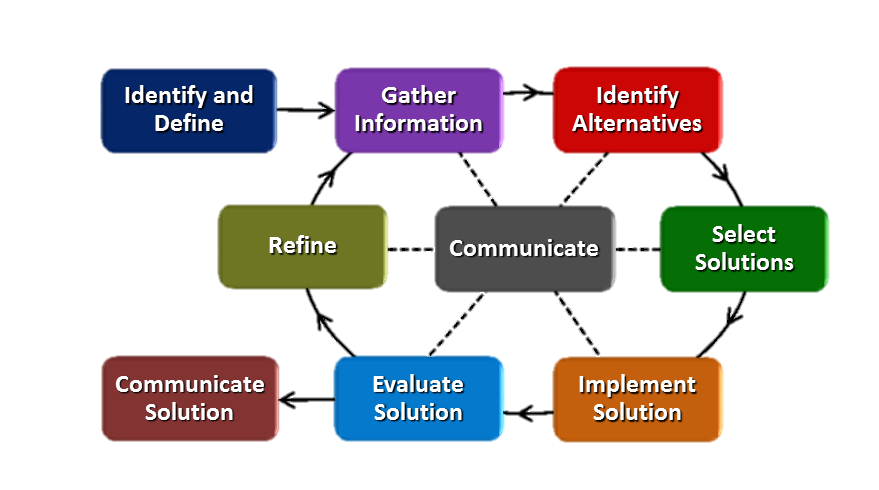 Identify and
Define
Gather
Information
Identify
Alternatives
Refine
Communicate
Select
Solutions
Communicate
Solution
Evaluate
Solution
Implement
Solution